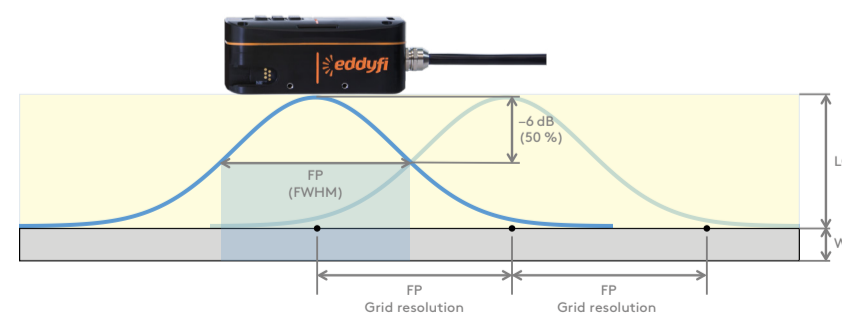 eddyfi
–6 dB
(50 %)
FP
(FWHM)
L
W
FP
Grid resolution
FP
Grid resolution